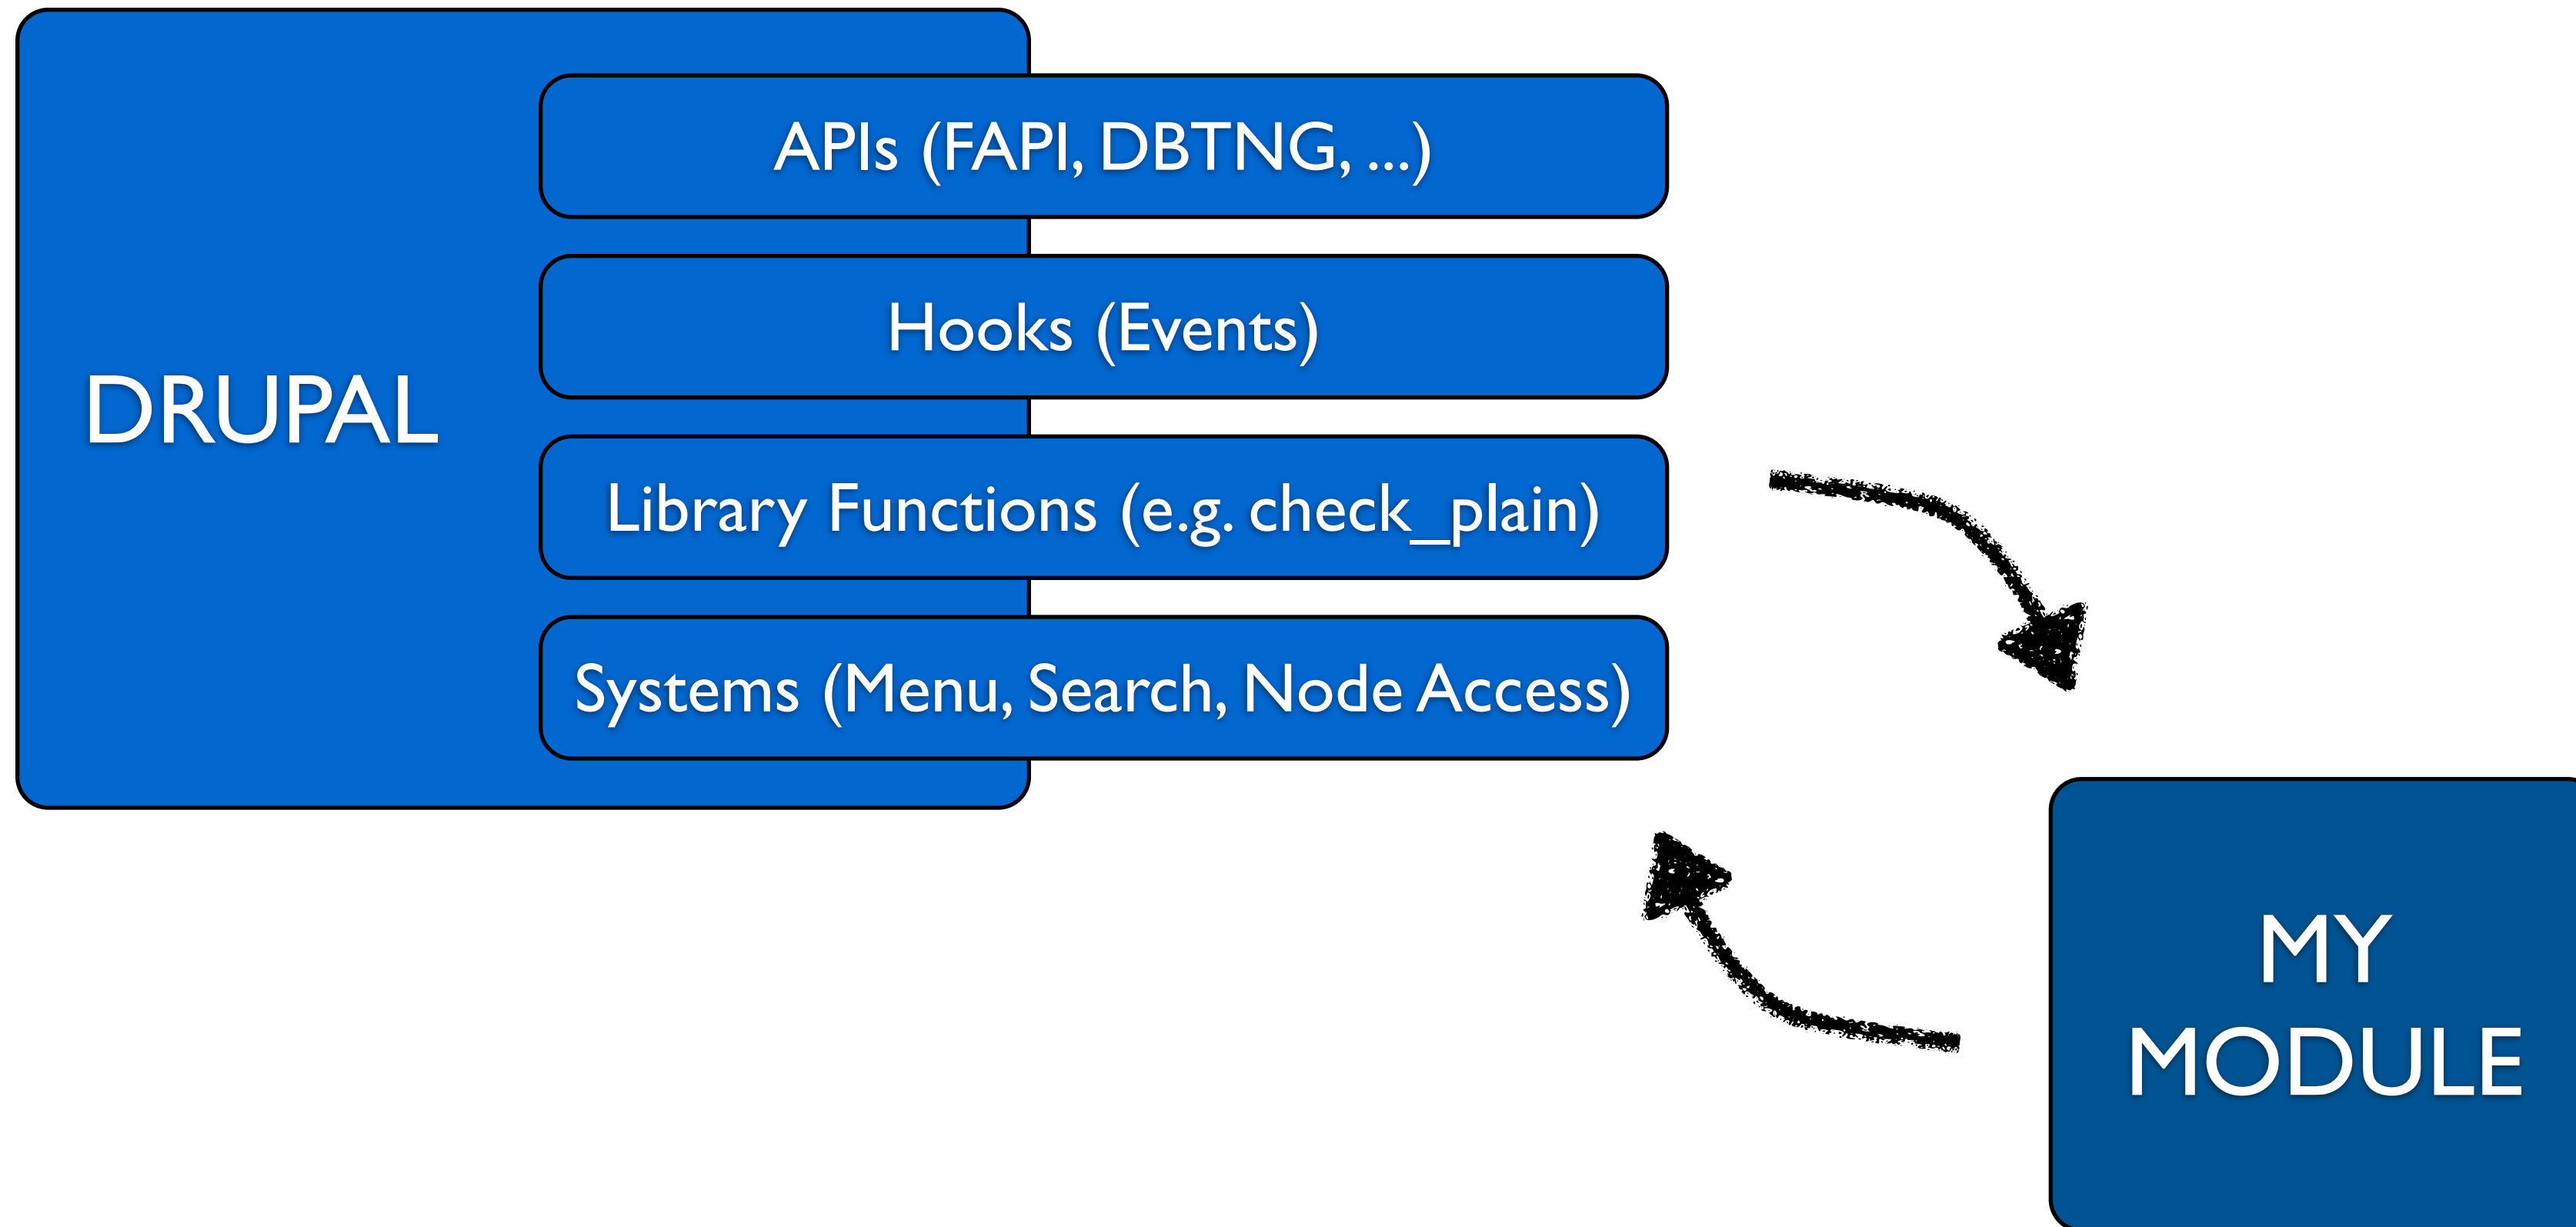 DRUPAL
APIs (FAPI, DBTNG, ...)
Hooks (Events)
Library Functions (e.g. check_plain)
Systems (Menu, Search, Node Access)
MY
MODULE